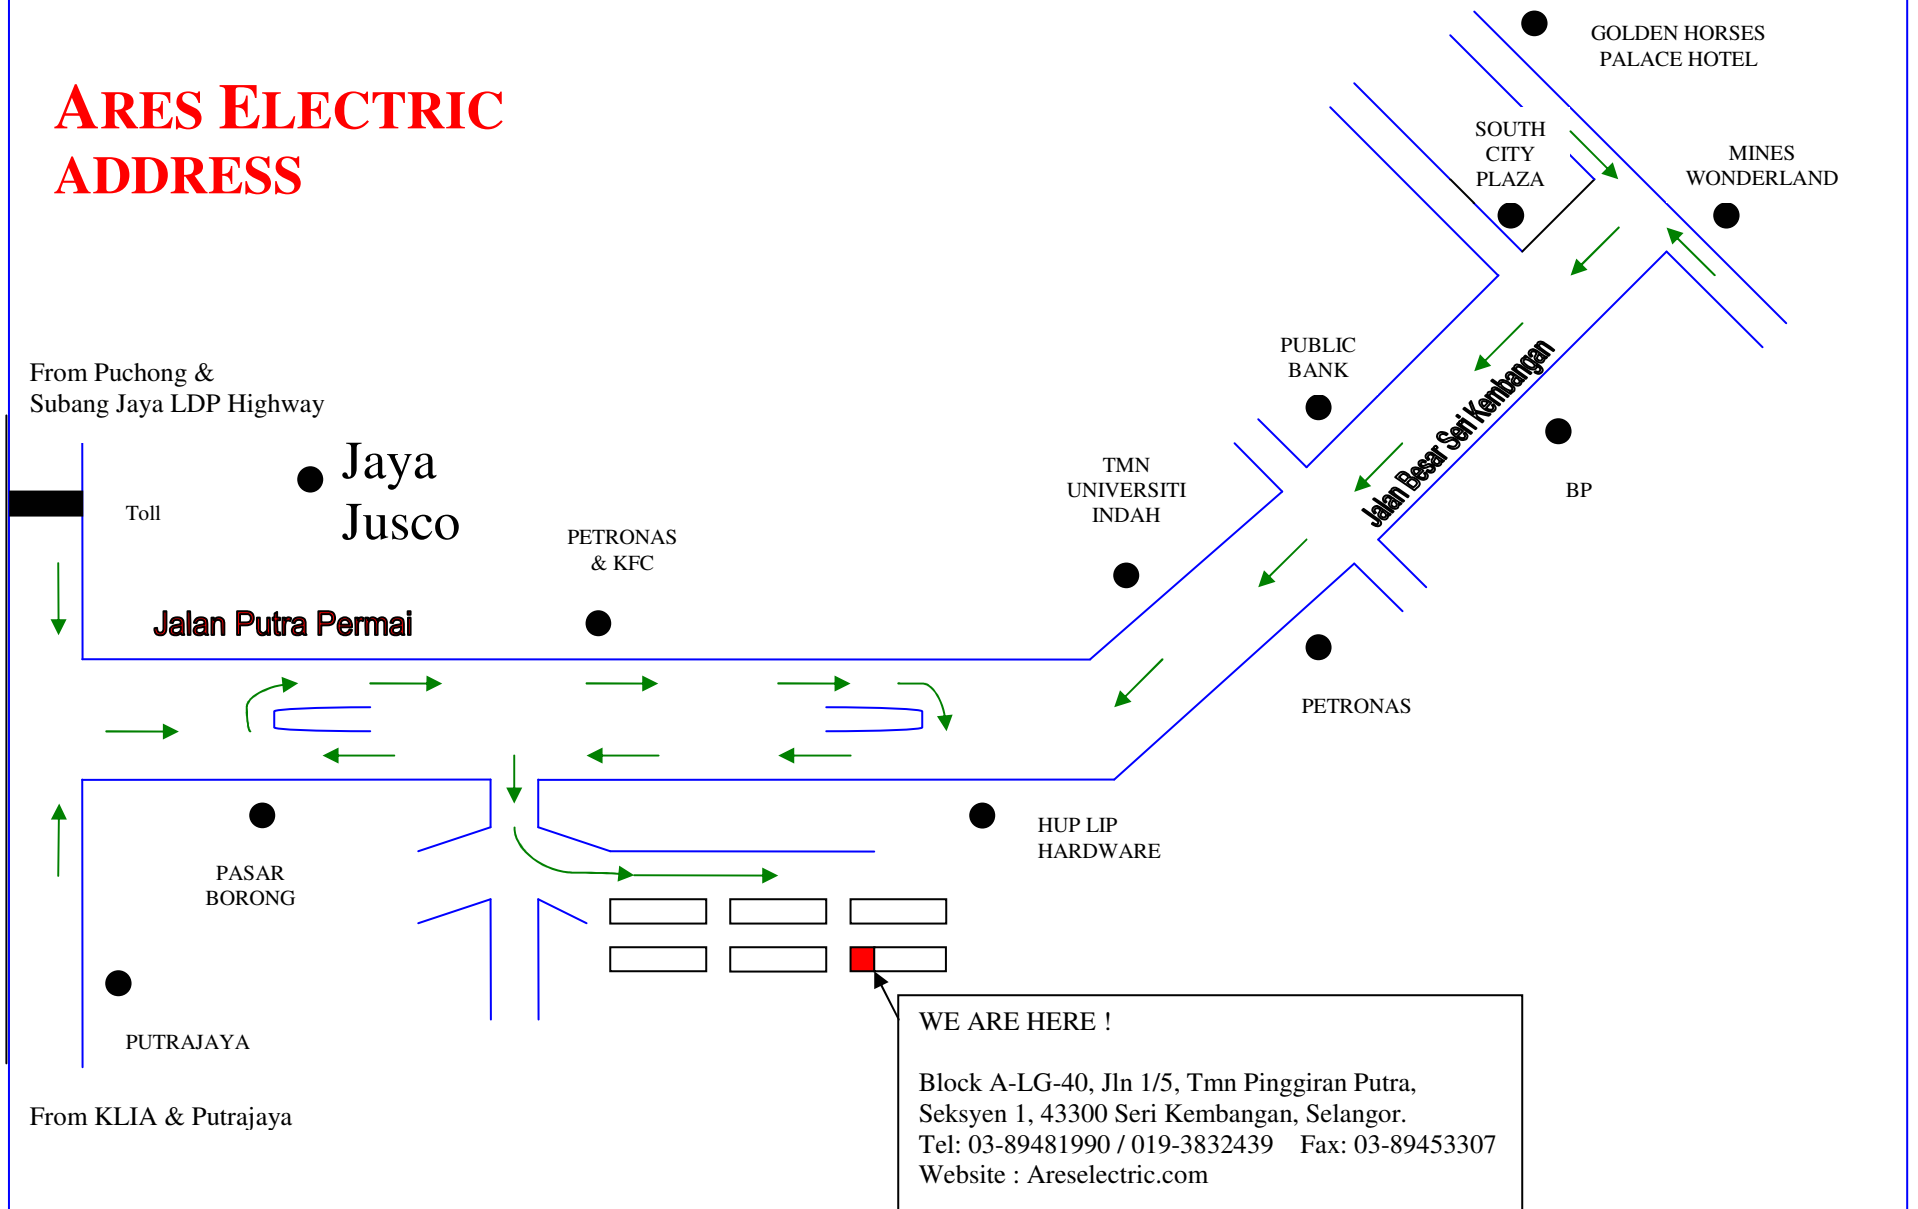 ARES ELECTRIC
ADDRESS
GOLDEN HORSES
PALACE HOTEL
SOUTH
CITY
PLAZA
MINES
WONDERLAND
From Puchong &
Subang Jaya LDP Highway
PUBLIC
BANK
Jalan Besar Seri Kembangan
Jaya
Jusco
Toll
TMN
UNIVERSITI
INDAH
BP
PETRONAS
& KFC
Jalan Putra Permai
PETRONAS
HUP LIP
HARDWARE
PASAR
BORONG
PUTRAJAYA
From KLIA & Putrajaya
WE ARE HERE !
Block A-LG-40, Jln 1/5, Tmn Pinggiran Putra,
Seksyen 1, 43300 Seri Kembangan, Selangor.
Tel: 03-89481990 / 019-3832439 Fax: 03-89453307
Website : Areselectric.com